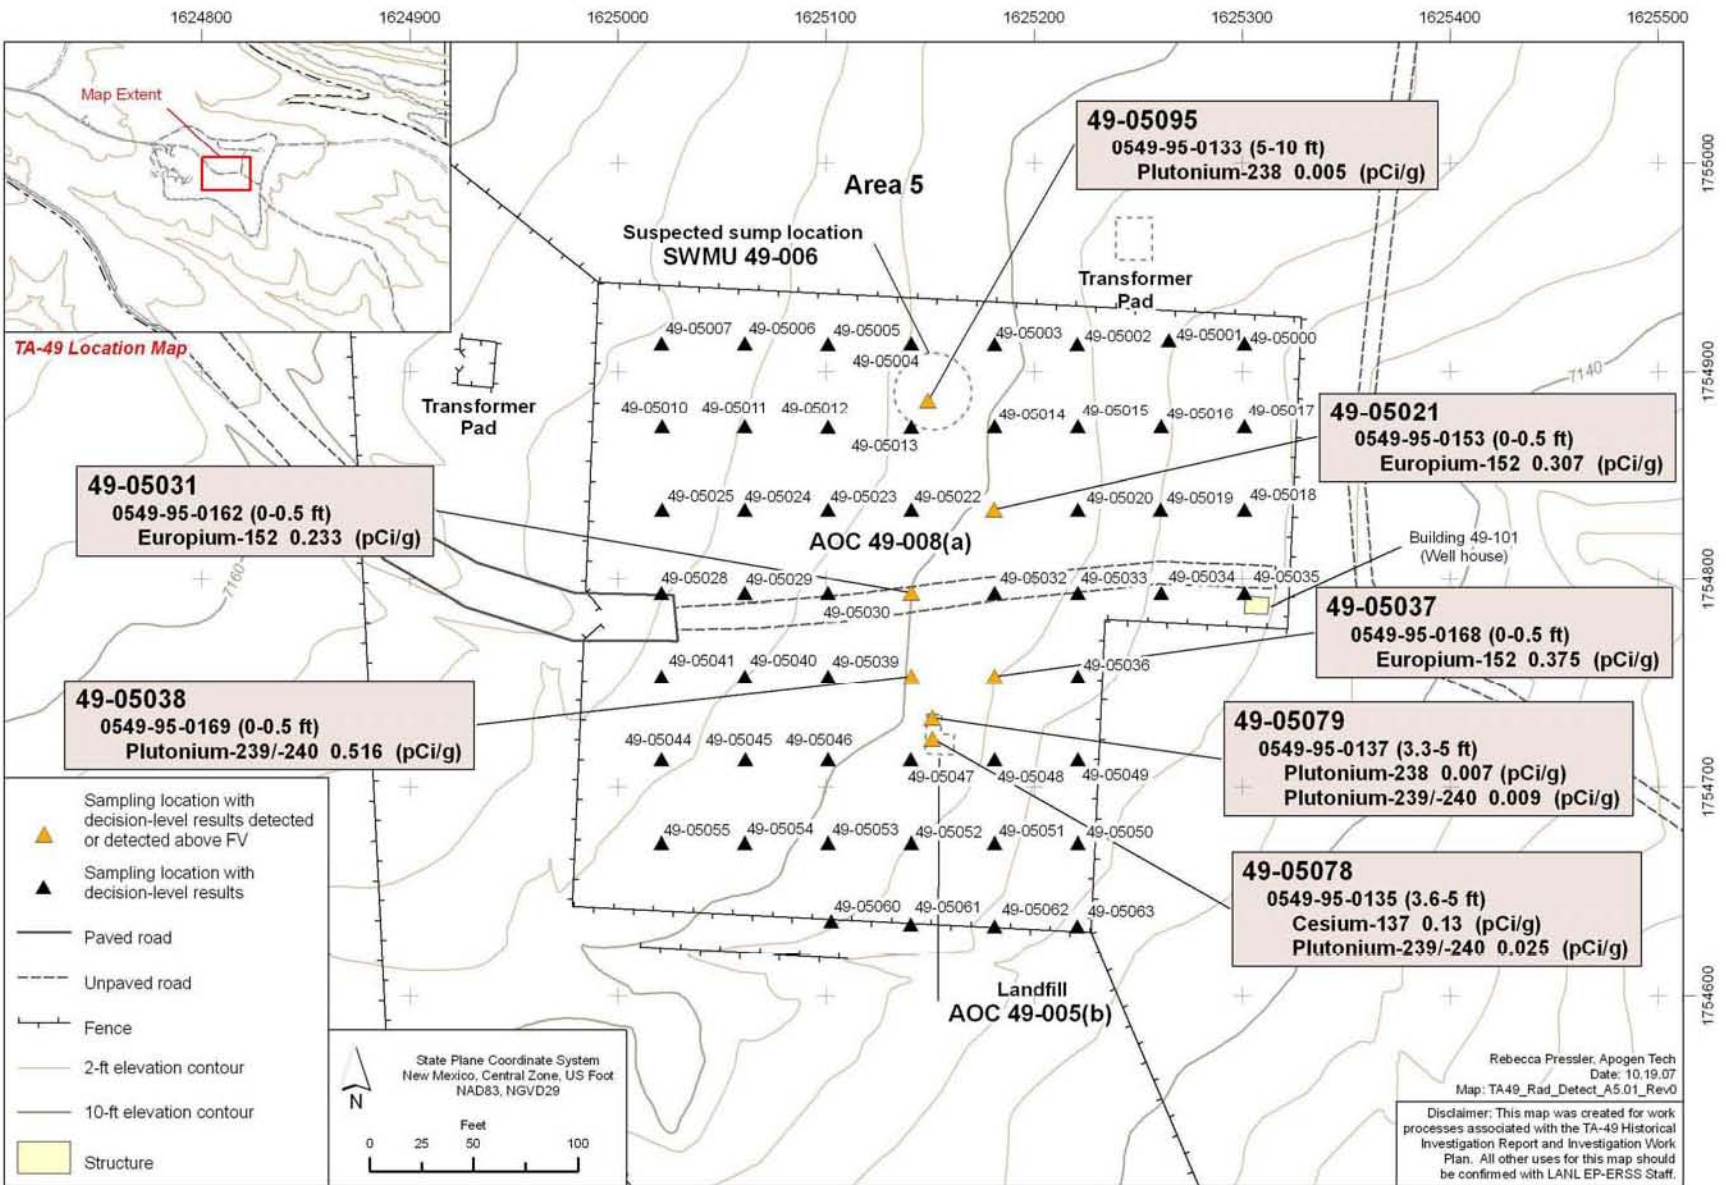 1624800 1624900 1625000 1625100 1625200 1625300 1625400 1625500
Map Extent
TA-49 Location Map
49-05095
0549-95-0133 (5-10 ft)
Plutonium-238 0.005 (pCi/g)
1755000
Area 5
Suspected sump location
SWMU 49-006
Transformer
Pad
49-05007 49-05006 49-05005 49-05003 49-05002 49-05001 49-05000
49-05004
1754900
7140
Transformer
Pad
49-05010 49-05011 49-05012 49-05014 49-05015 49-05016 49-05017
49-05013
49-05021
0549-95-0153 (0-0.5 ft)
Europium-152 0.307 (pCi/g)
49-05031
0549-95-0162 (0-0.5 ft)
Europium-152 0.233 (pCi/g)
49-05025 49-05024 49-05023 49-05022 49-05020 49-05019 49-05018
AOC 49-008(a)
Building 49-101
(Well house)
7160
1754800
49-05028 49-05029 49-05032 49-05033 49-05034 49-05035
49-05030
49-05037
0549-95-0168 (0-0.5 ft)
Europium-152 0.375 (pCi/g)
49-05041 49-05040 49-05039 49-05036
49-05038
0549-95-0169 (0-0.5 ft)
Plutonium-239/-240 0.516 (pCi/g)
49-05079
0549-95-0137 (3.3-5 ft)
Plutonium-238 0.007 (pCi/g)
Plutonium-239/-240 0.009 (pCi/g)
1754700
49-05044 49-05045 49-05046
49-05047 49-05048 49-05049
49-05055 49-05054 49-05053 49-05052 49-05051 49-05050
49-05078
0549-95-0135 (3.6-5 ft)
Cesium-137 0.13 (pCi/g)
Plutonium-239/-240 0.025 (pCi/g)
49-05060 49-05061 49-05062 49-05063
Landfill
AOC 49-005(b)
1754600
Sampling location with
decision-level results detected
or detected above FV
Sampling location with
decision-level results
Paved road
Unpaved road
Fence
2-ft elevation contour
10-ft elevation contour
Structure
N
State Plane Coordinate System
New Mexico, Central Zone, US Foot
NAD83, NGVD29
Feet
0 25 50 100
Rebecca Pressler, Apogen Tech
Date: 10.19.07
Map: TA49_Rad_Detect_A5.01_Rev0
Disclaimer: This map was created for work
processes associated with the TA-49 Historical
Investigation Report and Investigation Work
Plan. All other uses for this map should
be confirmed with LANL EP-ERSS Staff.